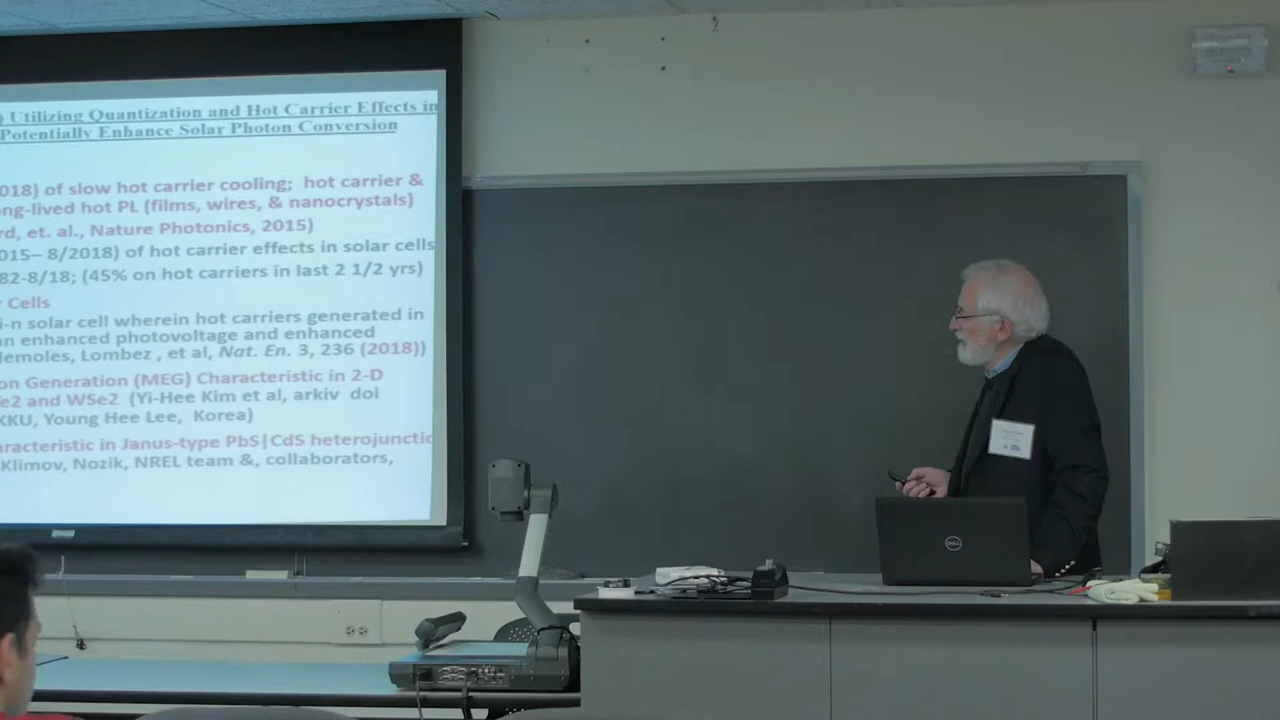 ) Utilizing Quantization and Hot Carrier Effects in
Potentially Enhance Solar Photon Conversion
018) of slow hot carrier cooling; hot carrier &
ng-lived hot PL (films, wires, & nanocrystals)
rd, et. al., Nature Photonics, 2015)
015– 8/2018) of hot carrier effects in solar cells
82-8/18; (45% on hot carriers in last 2 1/2 yrs)
Cells
i-n solar cell wherein hot carriers generated in
an enhanced photovoltage and enhanced
lemoles, Lombez , et al, Nat. En. 3, 236 (2018))
on Generation (MEG) Characteristic in 2-D
e2 and WSe2 (Yi-Hee Kim et al, arkiv doi
KKU, Young Hee Lee, Korea)
aracteristic in Janus-type PbS|CdS heterojunctio
Klimov, Nozik, NREL team &, collaborators,
DELL